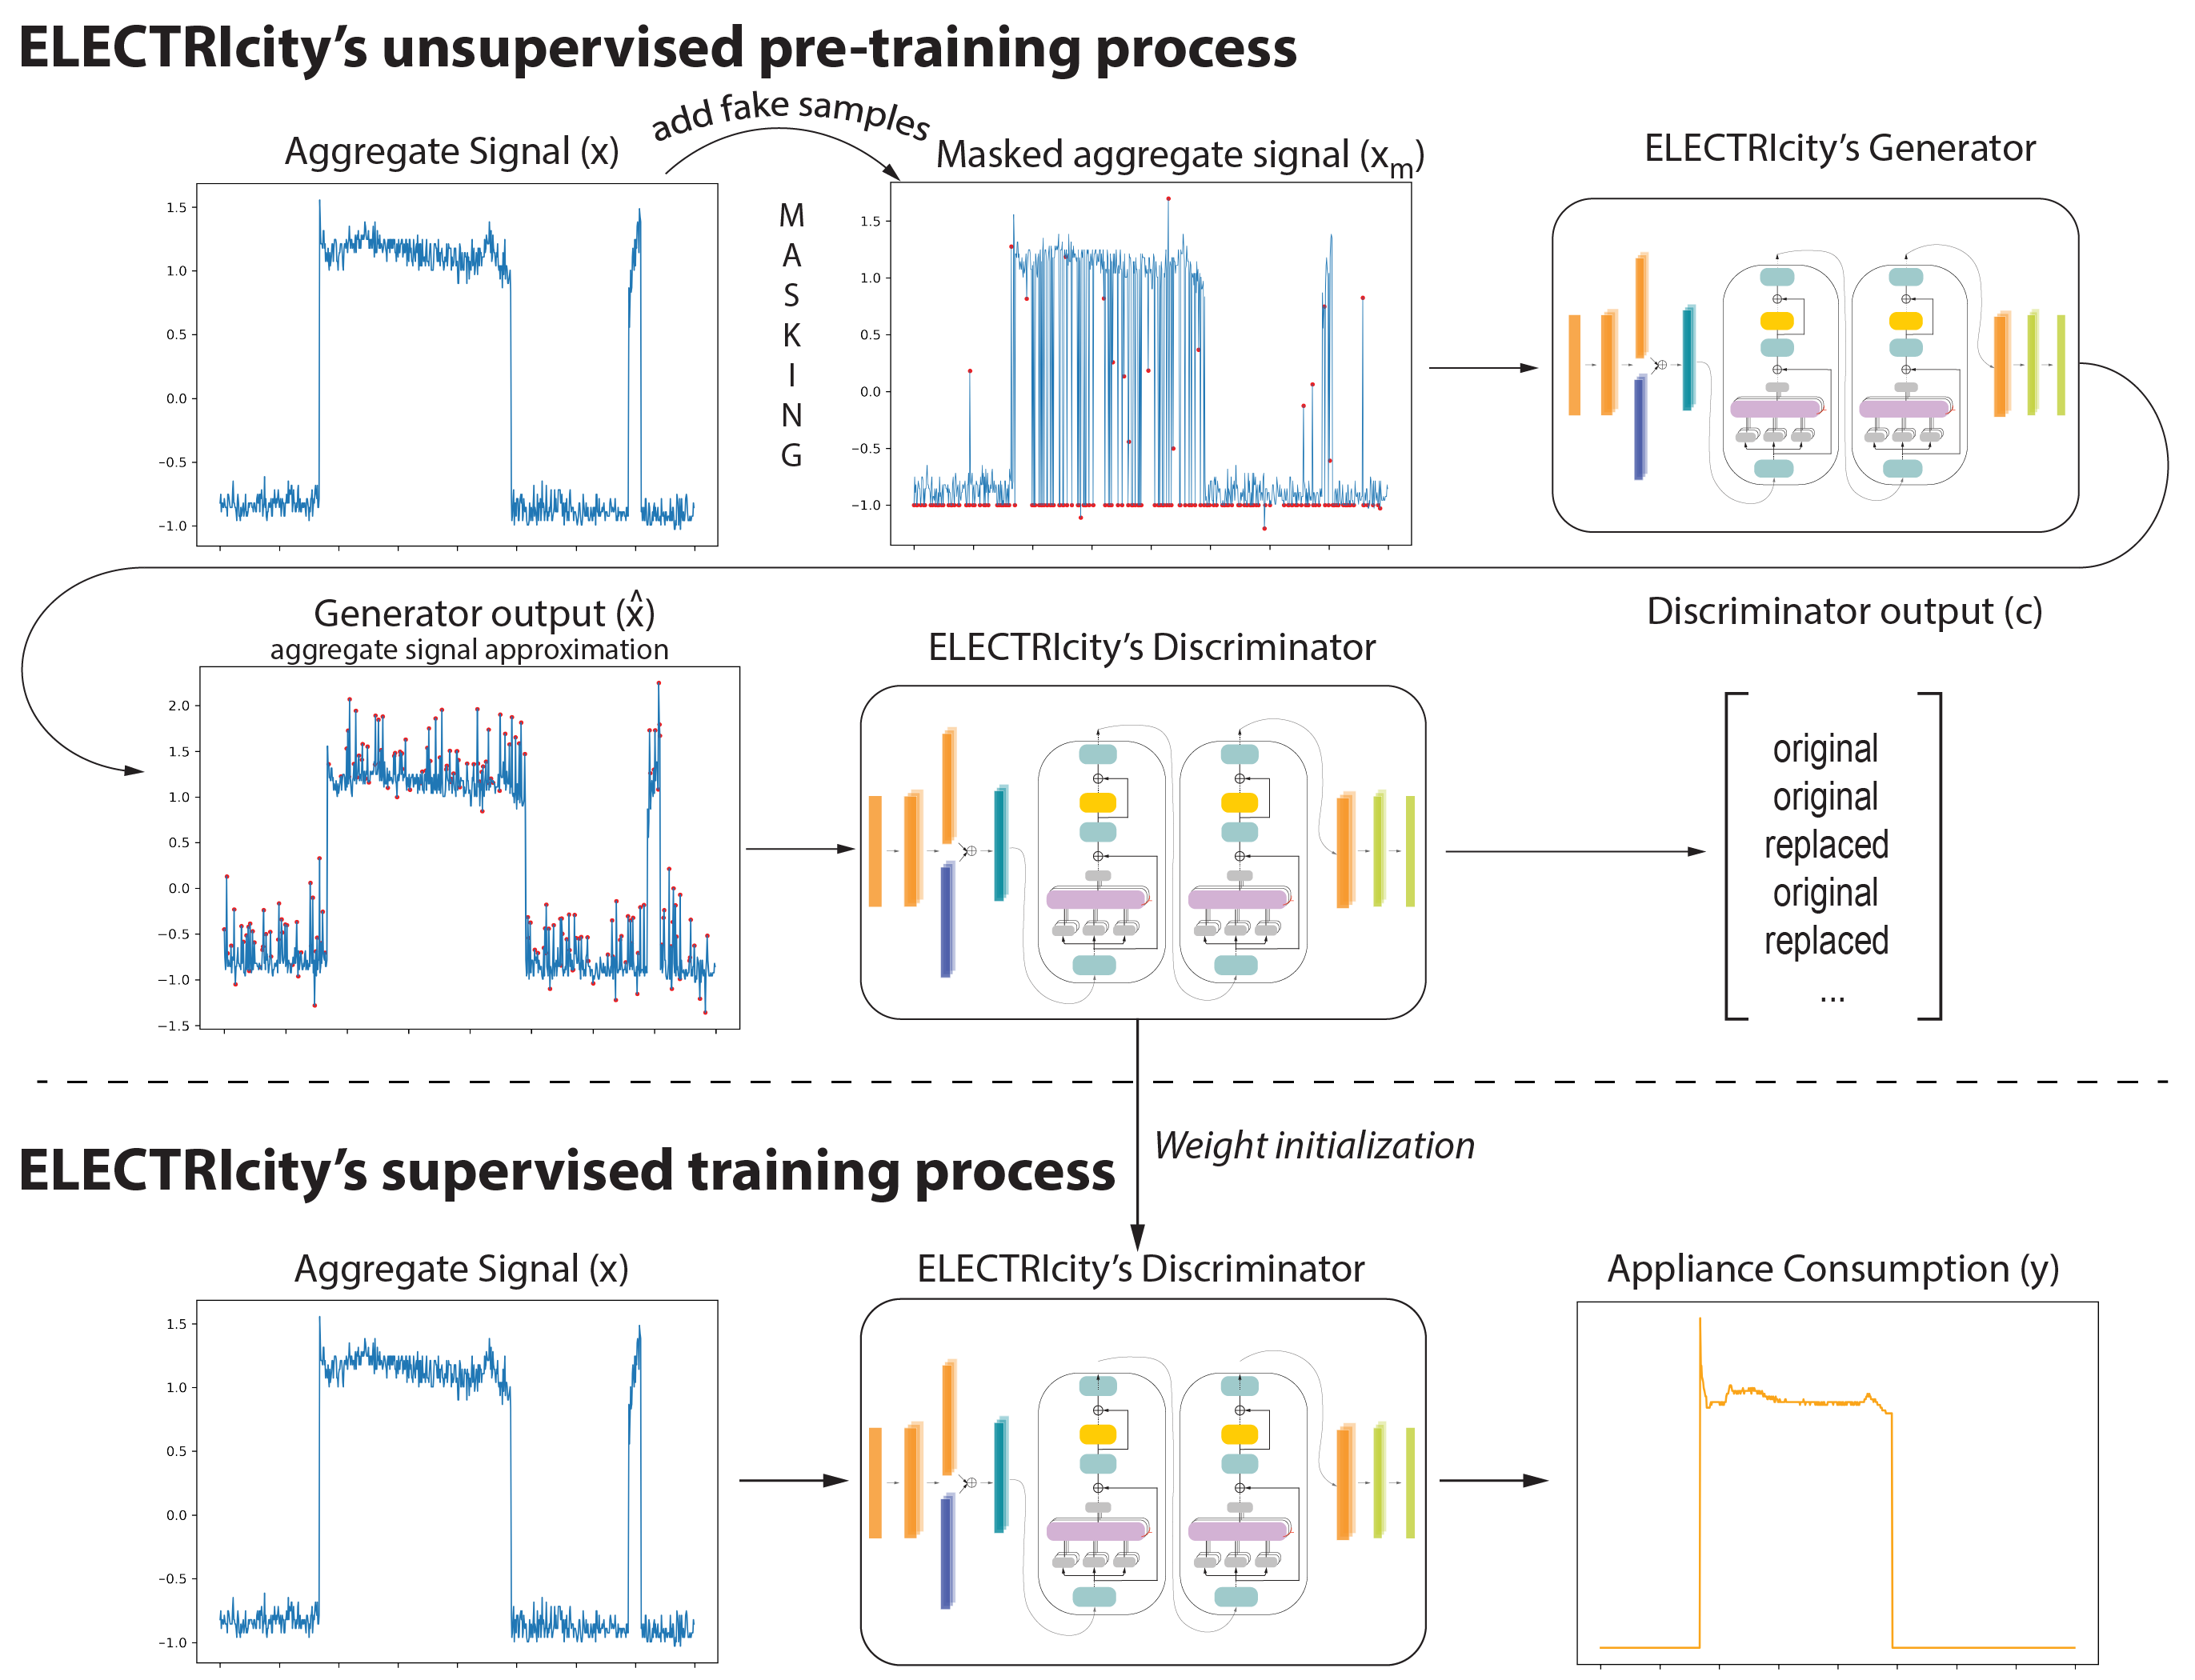 ELECTRIcity's unsupervised pre-training process
add fake samples
Aggregate Signal (x)
Masked aggregate signal (xm)
ELECTRIcity's Generator
1.5
1.0
0.5
0.0
−0.5
−1.0
MASKING
1.5
1.0
0.5
0.0
−0.5
−1.0
Generator output (x̂)
aggregate signal approximation
ELECTRIcity's Discriminator
Discriminator output (c)
2.0
1.5
1.0
0.5
0.0
−0.5
−1.0
−1.5
original
original
replaced
original
replaced
...
Weight initialization
ELECTRIcity's supervised training process
Aggregate Signal (x)
ELECTRIcity's Discriminator
Appliance Consumption (y)
1.5
1.0
0.5
0.0
−0.5
−1.0